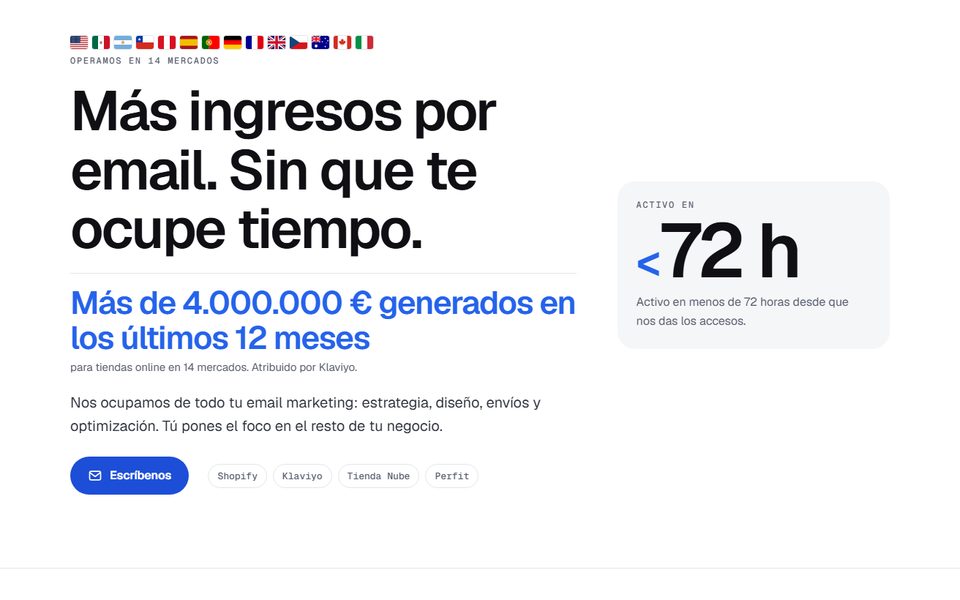 OPERAMOS EN 14 MERCADOS
Más ingresos por
email. Sin que te
ocupe tiempo.
Más de 4.000.000 € generados en
los últimos 12 meses
para tiendas online en 14 mercados. Atribuido por Klaviyo.
Nos ocupamos de todo tu email marketing: estrategia, diseño, envíos y
optimización. Tú pones el foco en el resto de tu negocio.
Escríbenos
Shopify
Klaviyo
Tienda Nube
Perfit
ACTIVO EN
<72 h
Activo en menos de 72 horas desde que
nos das los accesos.